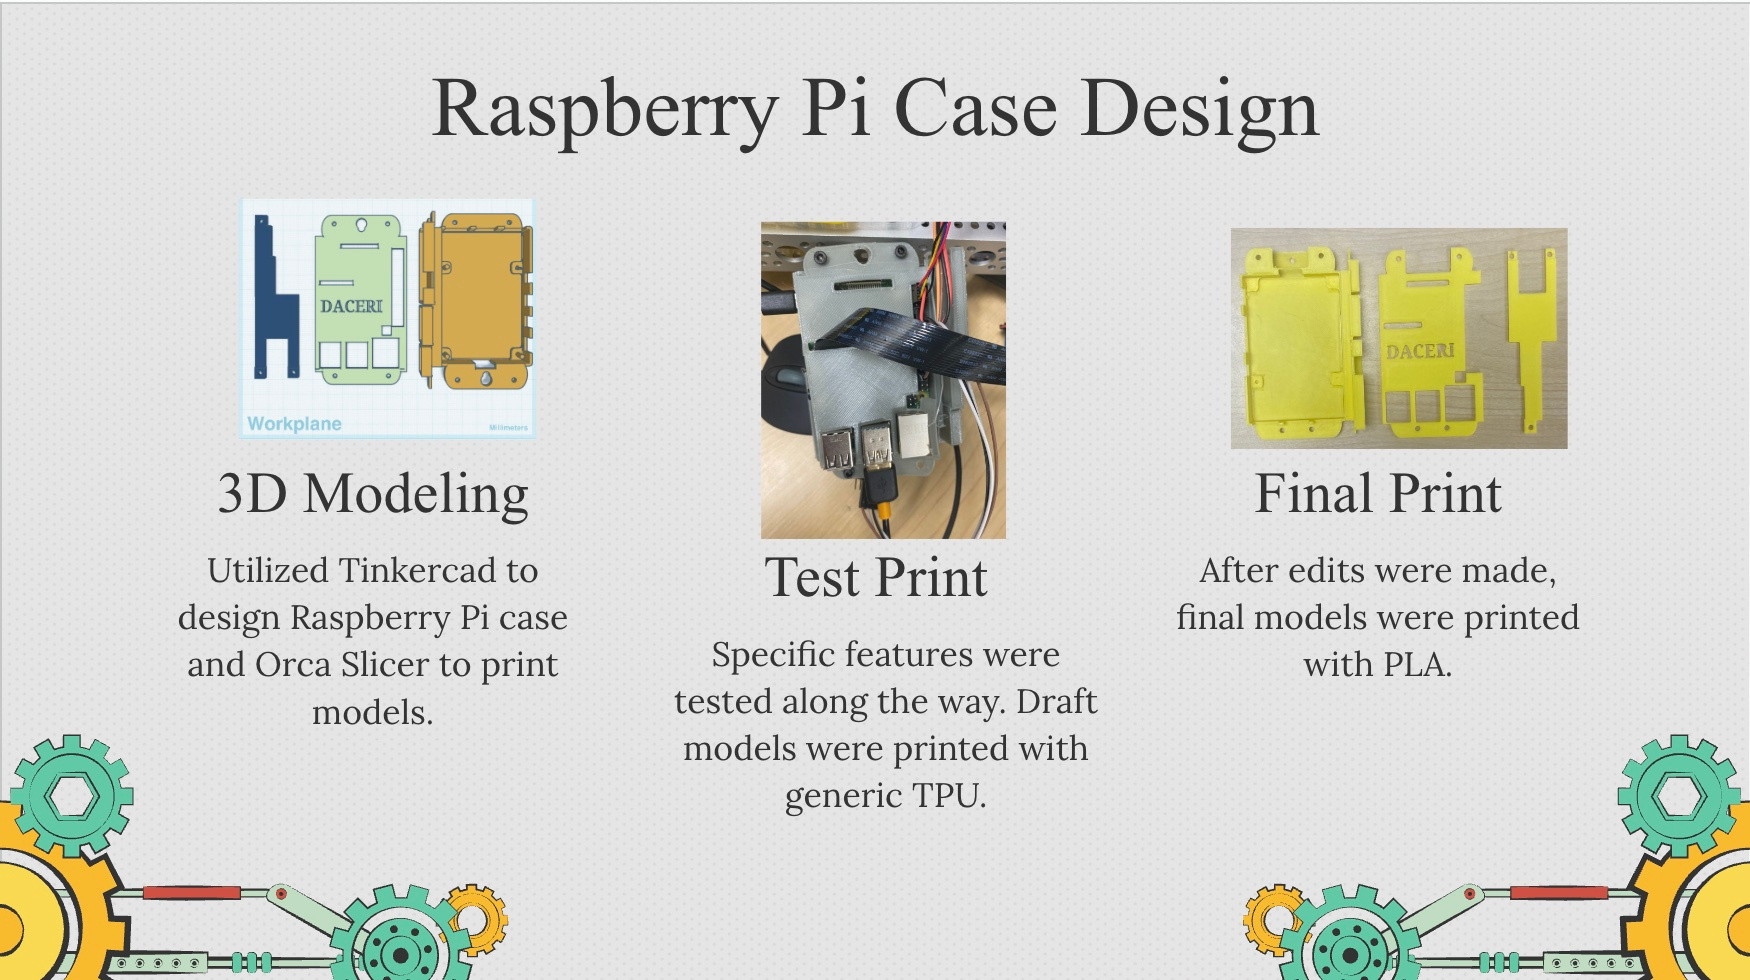 Raspberry Pi Case Design
DACERI
Workplane
Millimeters
3D Modeling
Utilized Tinkercad to
design Raspberry Pi case
and Orca Slicer to print
models.
Test Print
Specific features were
tested along the way. Draft
models were printed with
generic TPU.
DACERI
Final Print
After edits were made,
final models were printed
with PLA.